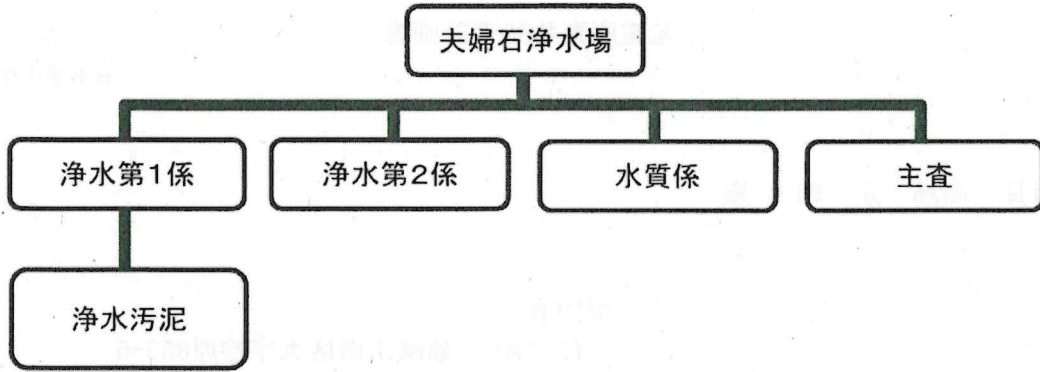 夫婦石浄水場
浄水第1係
浄水第2係
水質係
主査
浄水汚泥